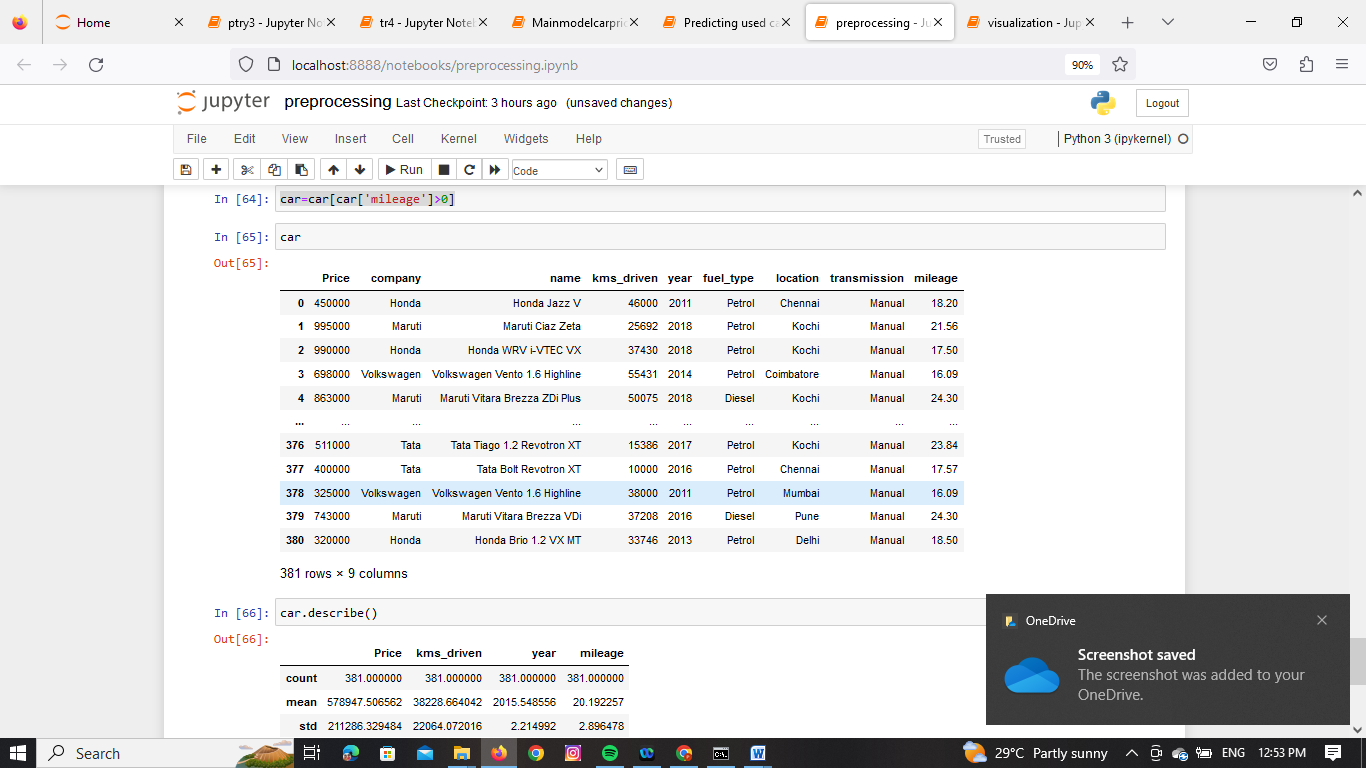 Home
ptry3 - Jupyter No
tr4 - Jupyter Note
Mainmodelcarpric
Predicting used ca
preprocessing - Ju
visualization - Jup
localhost:8888/notebooks/preprocessing.ipynb
90%
jupyter preprocessing Last Checkpoint: 3 hours ago (unsaved changes)
Logout
File Edit View Insert Cell Kernel Widgets Help
Trusted
Python 3 (ipykernel)
Run
Code
In [64]: car=car[car['mileage']>0]
In [65]: car
Out[65]:
Price company name kms_driven year fuel_type location transmission mileage
0 450000 Honda Honda Jazz V 46000 2011 Petrol Chennai Manual 18.20
1 995000 Maruti Maruti Ciaz Zeta 25692 2018 Petrol Kochi Manual 21.56
2 990000 Honda Honda WRV i-VTEC VX 37430 2018 Petrol Kochi Manual 17.50
3 698000 Volkswagen Volkswagen Vento 1.6 Highline 55431 2014 Petrol Coimbatore Manual 16.09
4 863000 Maruti Maruti Vitara Brezza ZDi Plus 50075 2018 Diesel Kochi Manual 24.30
... ... ... ... ... ... ... ... ... ...
376 511000 Tata Tata Tiago 1.2 Revotron XT 15386 2017 Petrol Kochi Manual 23.84
377 400000 Tata Tata Bolt Revotron XT 10000 2016 Petrol Chennai Manual 17.57
378 325000 Volkswagen Volkswagen Vento 1.6 Highline 38000 2011 Petrol Mumbai Manual 16.09
379 743000 Maruti Maruti Vitara Brezza VDi 37208 2016 Diesel Pune Manual 24.30
380 320000 Honda Honda Brio 1.2 VX MT 33746 2013 Petrol Delhi Manual 18.50
381 rows × 9 columns
In [66]: car.describe()
Out[66]:
Price kms_driven year mileage
count 381.000000 381.000000 381.000000 381.000000
mean 578947.506562 38228.664042 2015.548556 20.192257
std 211286.329484 22064.072016 2.214992 2.896478
OneDrive
Screenshot saved
The screenshot was added to your
OneDrive.
Search
29°C Partly sunny
ENG
12:53 PM